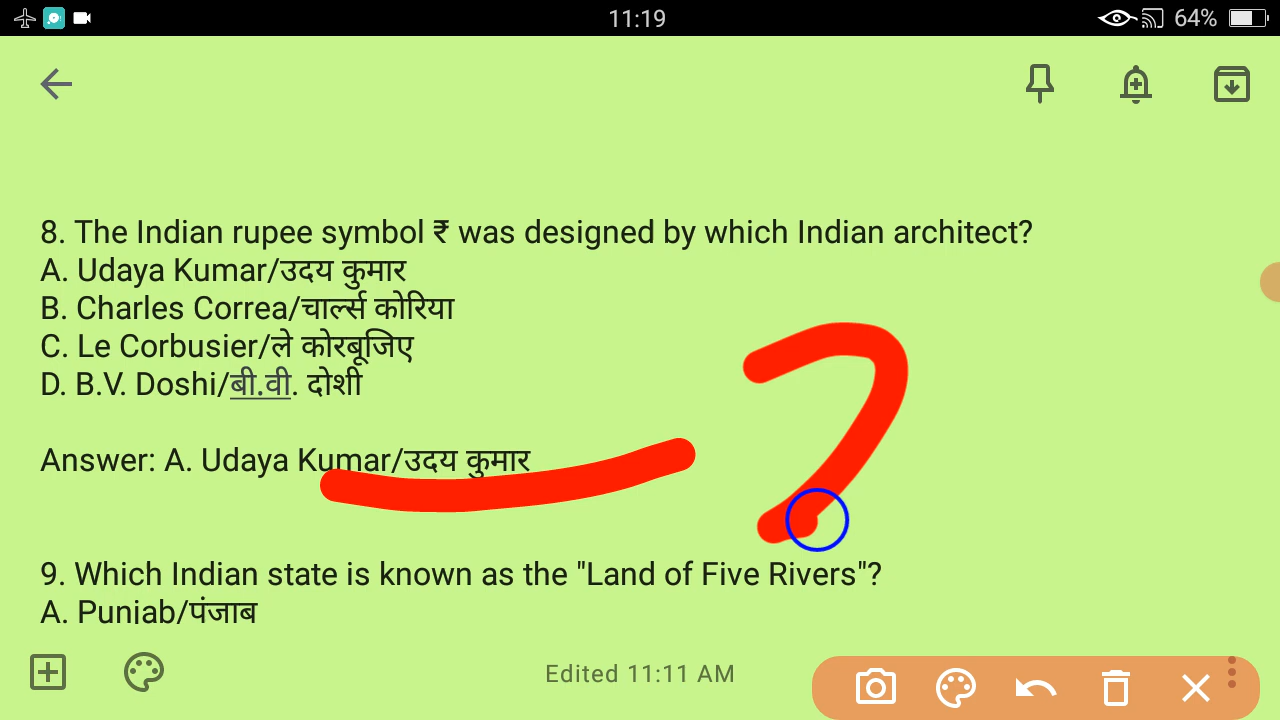 11:19
64%
8. The Indian rupee symbol ₹ was designed by which Indian architect?
A. Udaya Kumar/उदय कुमार
B. Charles Correa/चार्ल्स कोरिया
C. Le Corbusier/ले कोरबूजिए
D. B.V. Doshi/बी.वी. दोशी
Answer: A. Udaya Kumar/उदय कुमार
9. Which Indian state is known as the "Land of Five Rivers"?
A. Punjab/पंजाब
Edited 11:11 AM